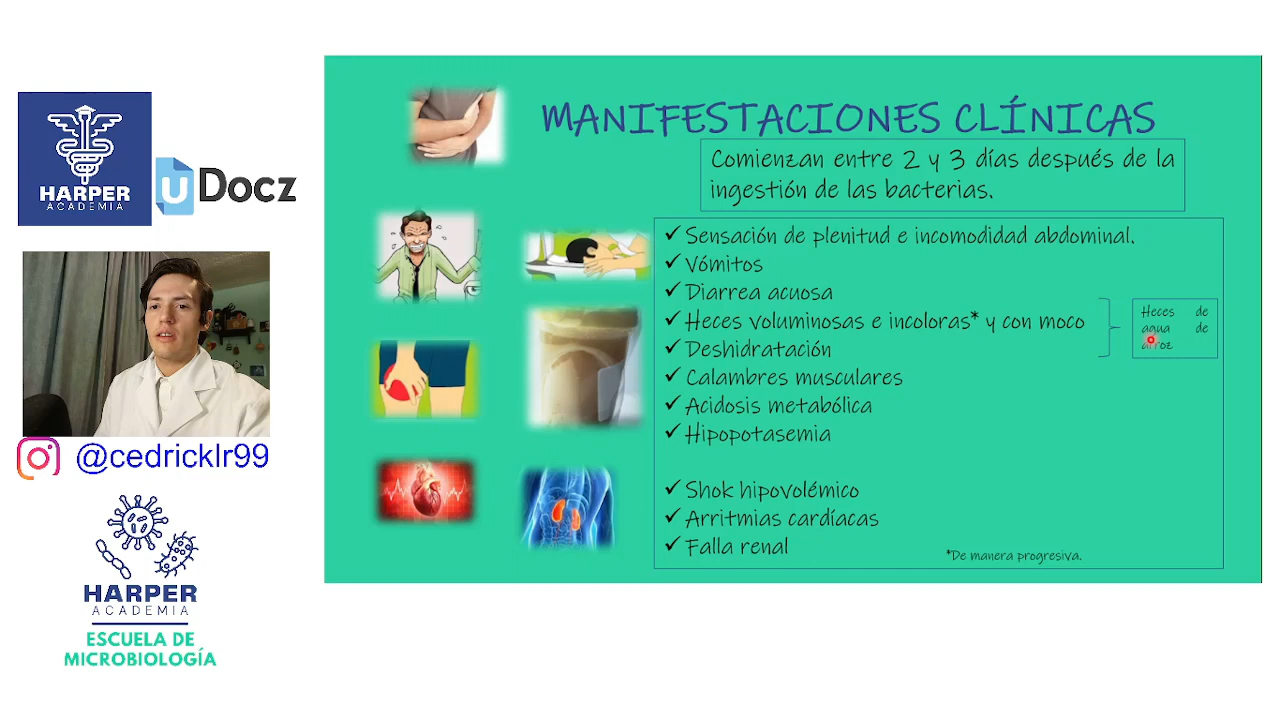 HARPER
ACADEMIA
U Docz
@cedricklr99
HARPER
ACADEMIA
ESCUELA DE
MICROBIOLOGÍA
MANIFESTACIONES CLÍNICAS
Comienzan entre 2 y 3 días después de la
ingestión de las bacterias.
✓ Sensación de plenitud e incomodidad abdominal.
✓ Vómitos
✓ Diarrea acuosa
✓ Heces voluminosas e incoloras* y con moco
✓ Deshidratación
✓ Calambres musculares
✓ Acidosis metabólica
✓ Hipopotasemia
✓ Shok hipovolémico
✓ Arritmias cardíacas
✓ Falla renal
Heces de
agua de
arroz
*De manera progresiva.